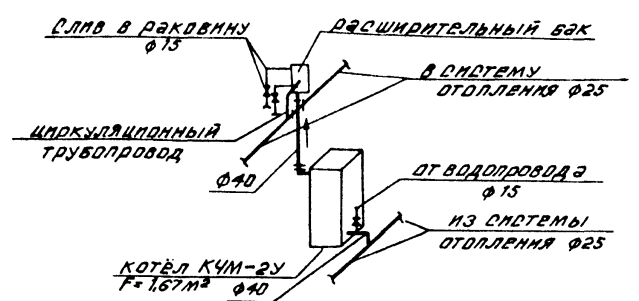 СЛИВ В РАКОВИНУ
Ф15
РАСШИРИТЕЛЬНЫЙ БАК
В СИСТЕМУ
ОТОПЛЕНИЯ Ф25
ЦИРКУЛЯЦИОННЫЙ
ТРУБОПРОВОД
Ф40
ОТ ВОДОПРОВОДА
Ф15
ИЗ СИСТЕМЫ
ОТОПЛЕНИЯ Ф25
КОТЁЛ КЧМ-2У
F=1,67М²
Ф40